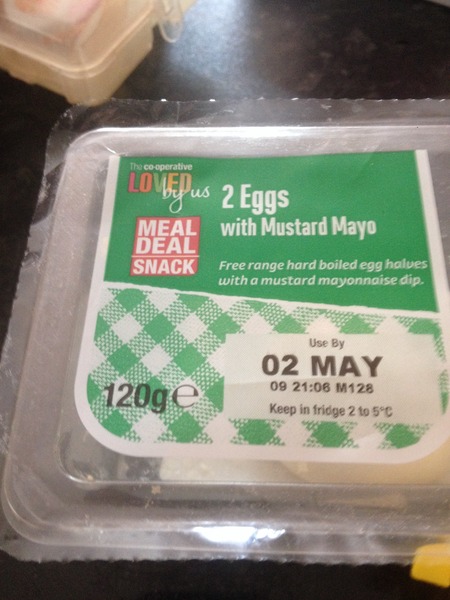 The co-operative
LOVED
by us
2 Eggs
with Mustard Mayo
MEAL
DEAL
SNACK
Free range hard boiled egg halves
with a mustard mayonnaise dip.
Use By
02 MAY
09 21:06 M128
Keep in fridge 2 to 5°C
120g℮